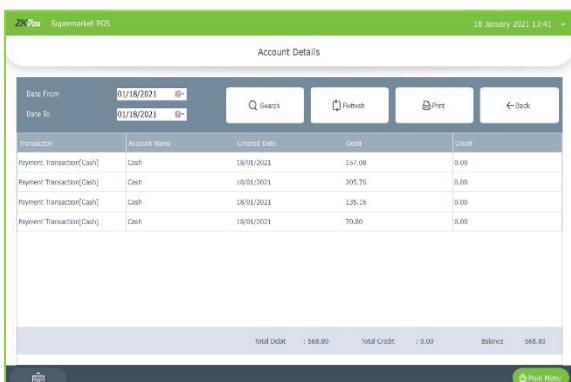 ZKPos Supermarket POS 18 January 2021 13:41
Account Details
Date From 01/18/2021
Date To 01/18/2021
Search Refresh Print Back
Transaction Account Name Created Date Debit Credit
Payment Transaction[Cash] Cash 18/01/2021 157.08 0.00
Payment Transaction[Cash] Cash 18/01/2021 205.76 0.00
Payment Transaction[Cash] Cash 18/01/2021 135.16 0.00
Payment Transaction[Cash] Cash 18/01/2021 70.80 0.00
Total Debit : 568.80 Total Credit : 0.00 Balance -568.80
Main Menu